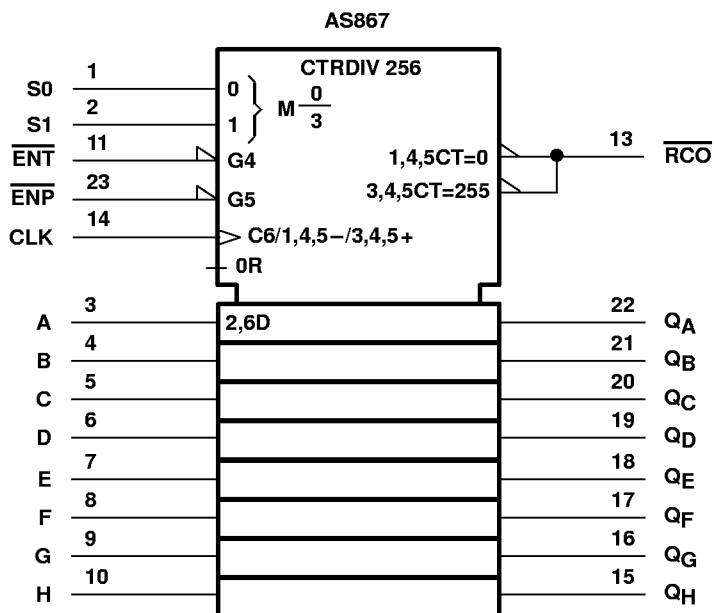 AS867
CTRDIV 256
S0 1 0
S1 2 1
M 0
3
ENT 11 G4
ENP 23 G5
CLK 14 C6/1,4,5−/3,4,5+
0R
1,4,5CT=0 13 RCO
3,4,5CT=255
A 3 2,6D 22 QA
B 4 21 QB
C 5 20 QC
D 6 19 QD
E 7 18 QE
F 8 17 QF
G 9 16 QG
H 10 15 QH